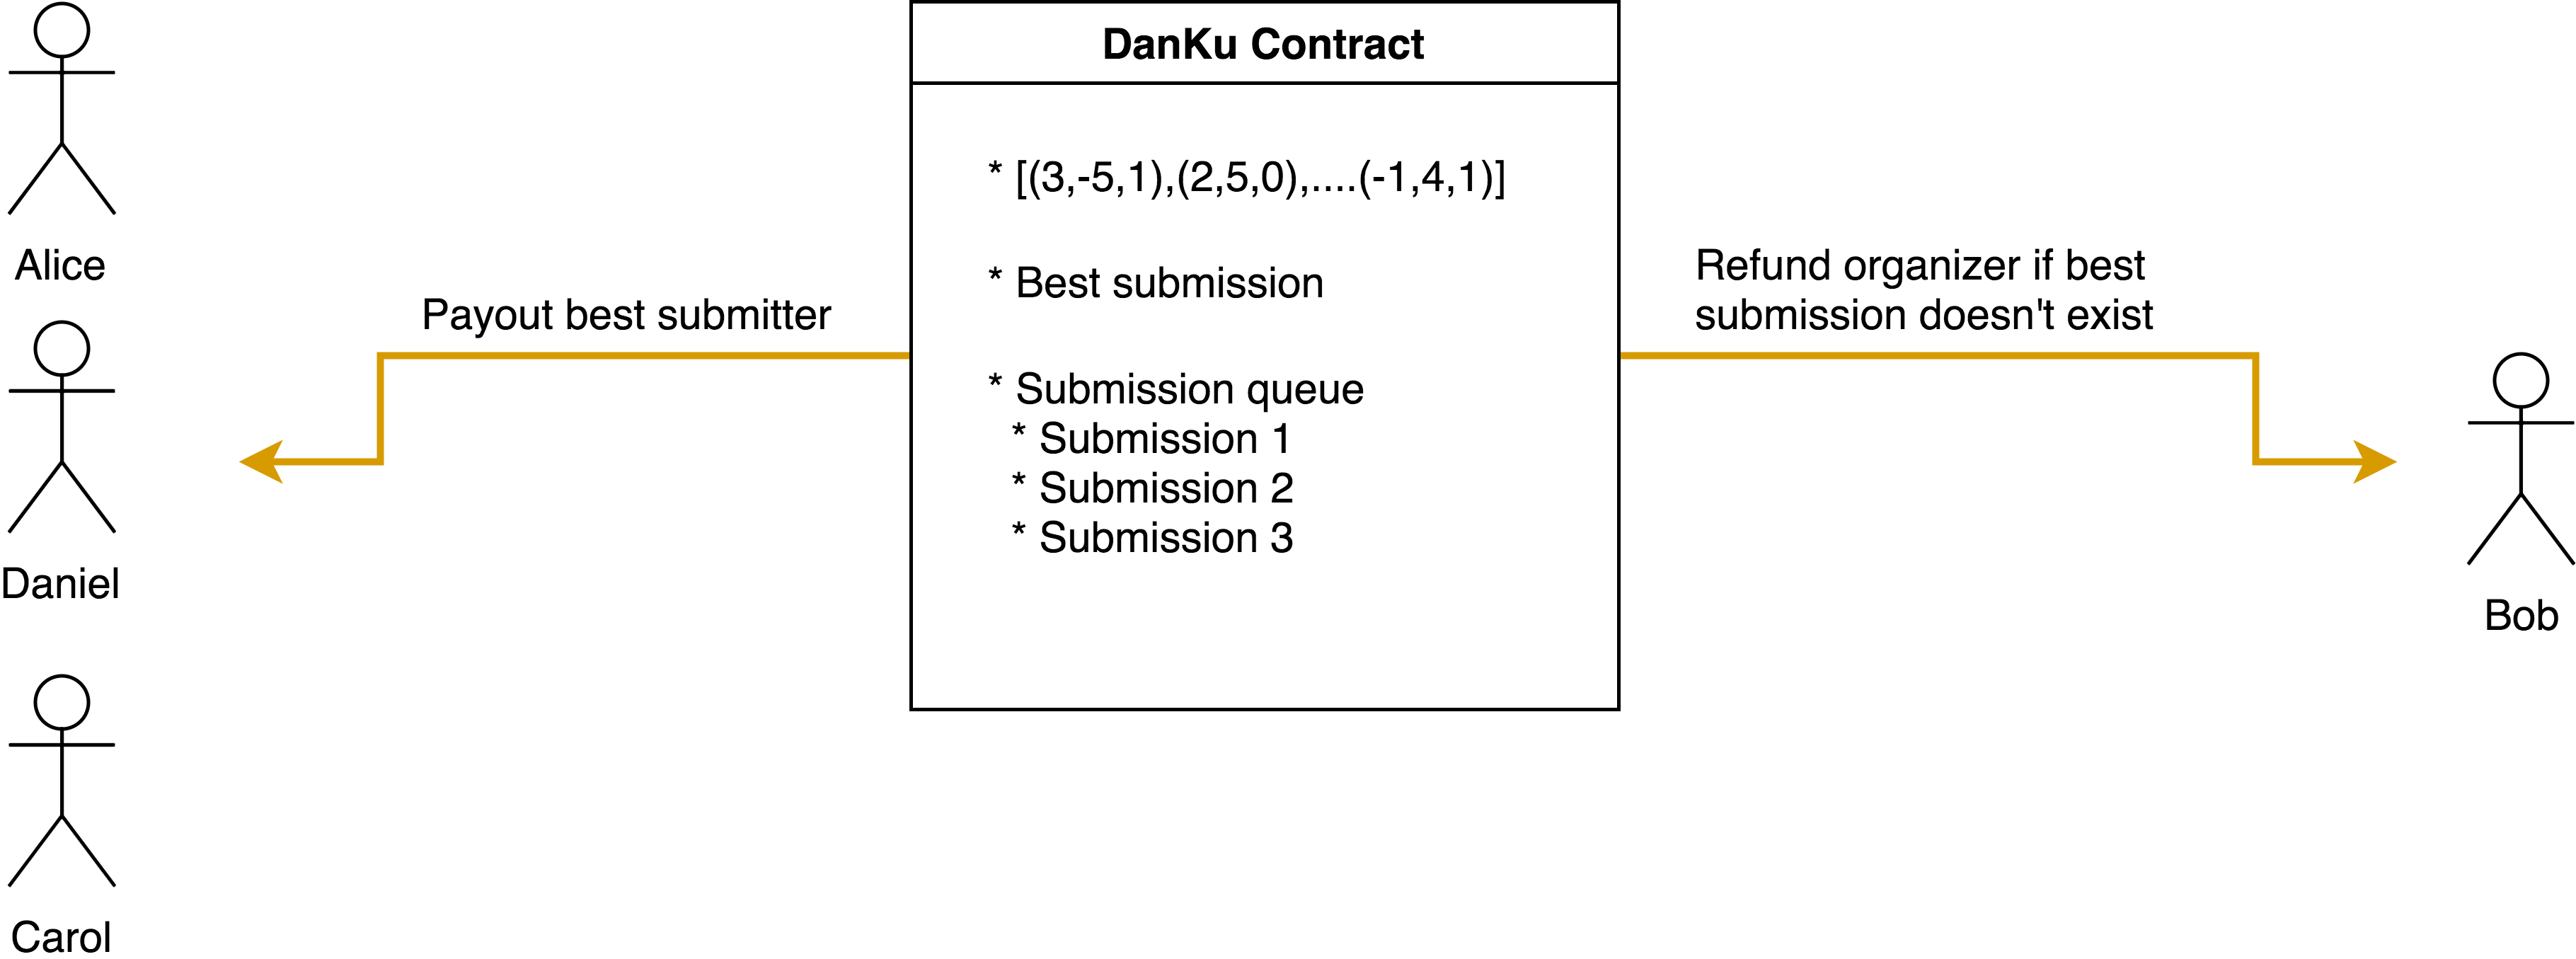 DanKu Contract
* [(3,-5,1),(2,5,0),....(-1,4,1)]
* Best submission
* Submission queue
* Submission 1
* Submission 2
* Submission 3
Alice
Daniel
Carol
Payout best submitter
Refund organizer if best
submission doesn't exist
Bob